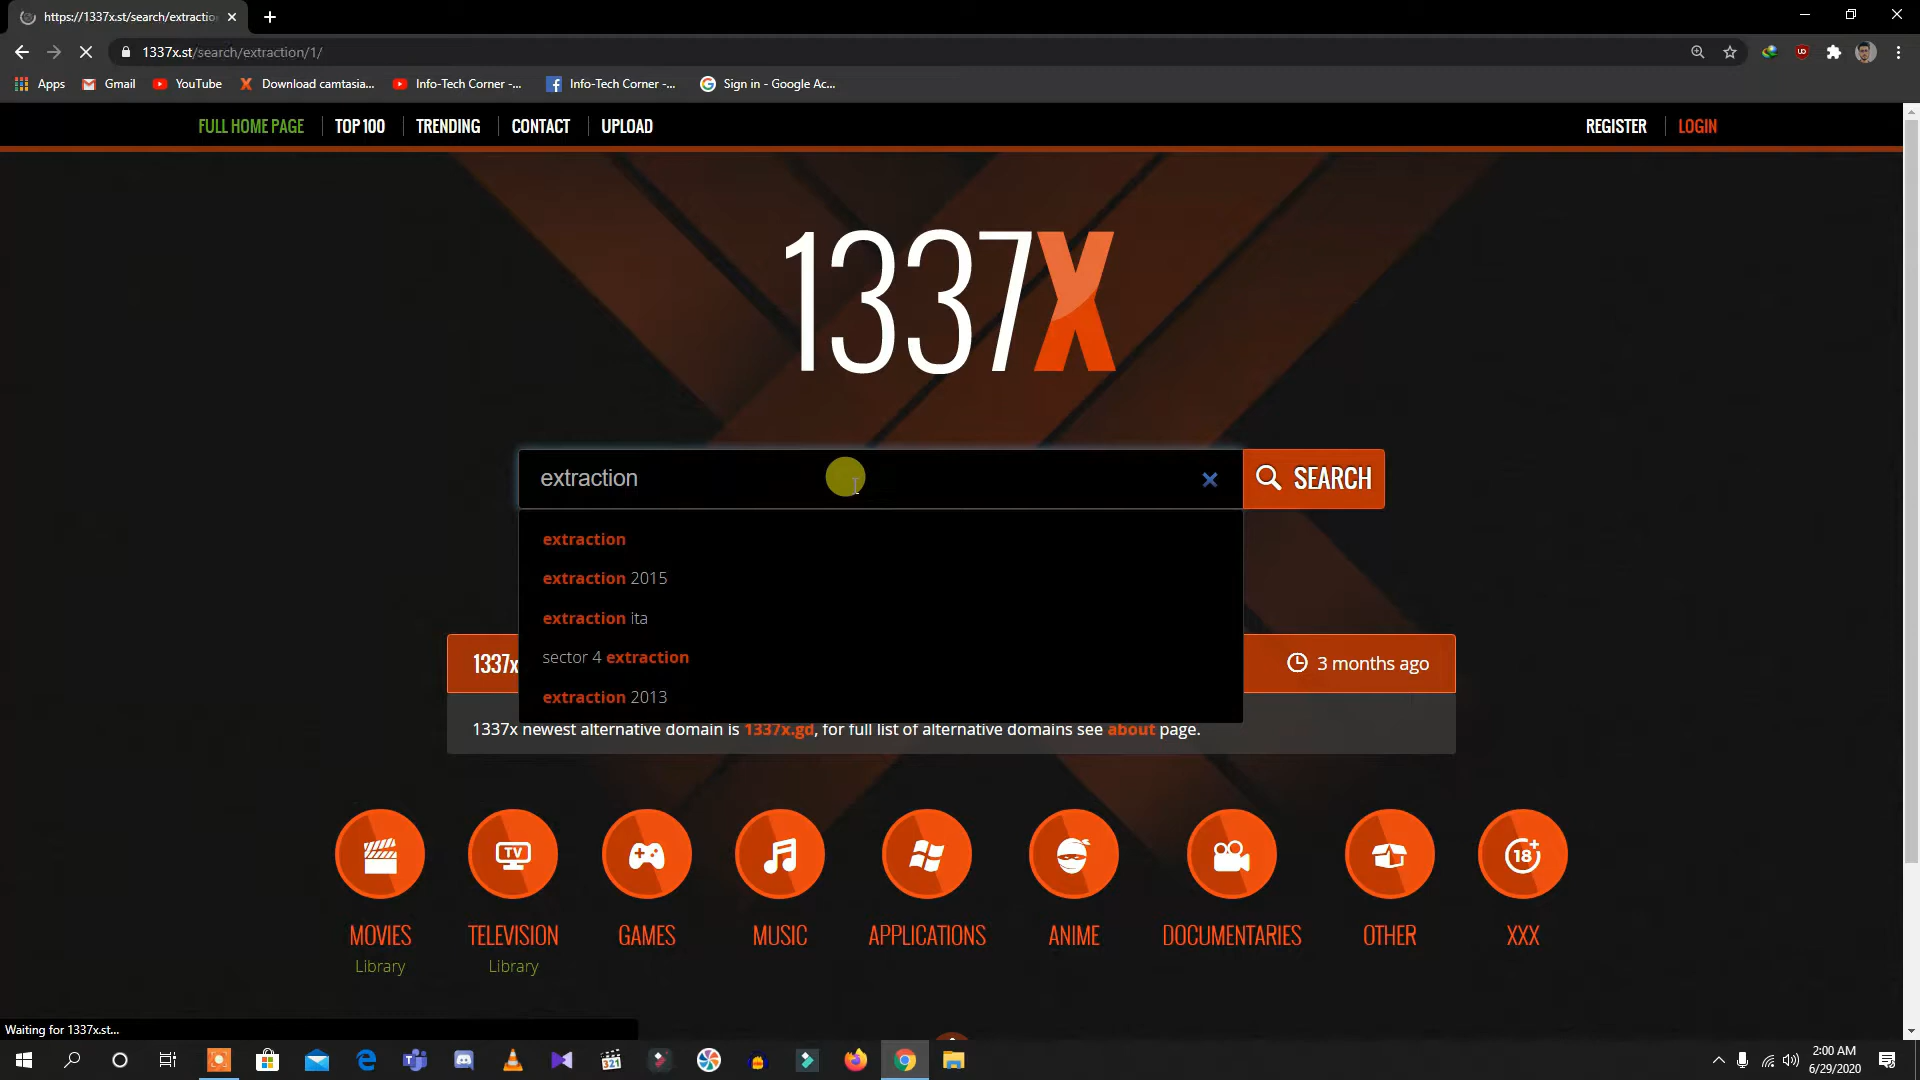 https://1337x.st/search/extractio
1337x.st/search/extraction/1/
Apps Gmail YouTube Download camtasia... Info-Tech Corner -... Info-Tech Corner -... Sign in - Google Ac...
FULL HOME PAGE TOP 100 TRENDING CONTACT UPLOAD REGISTER LOGIN
1337X
extraction SEARCH
extraction
extraction 2015
extraction ita
sector 4 extraction
extraction 2013
1337x 3 months ago
1337x newest alternative domain is 1337x.gd, for full list of alternative domains see about page.
TV 18+
MOVIES TELEVISION GAMES MUSIC APPLICATIONS ANIME DOCUMENTARIES OTHER XXX
Library Library
Waiting for 1337x.st...
321
2:00 AM
6/29/2020